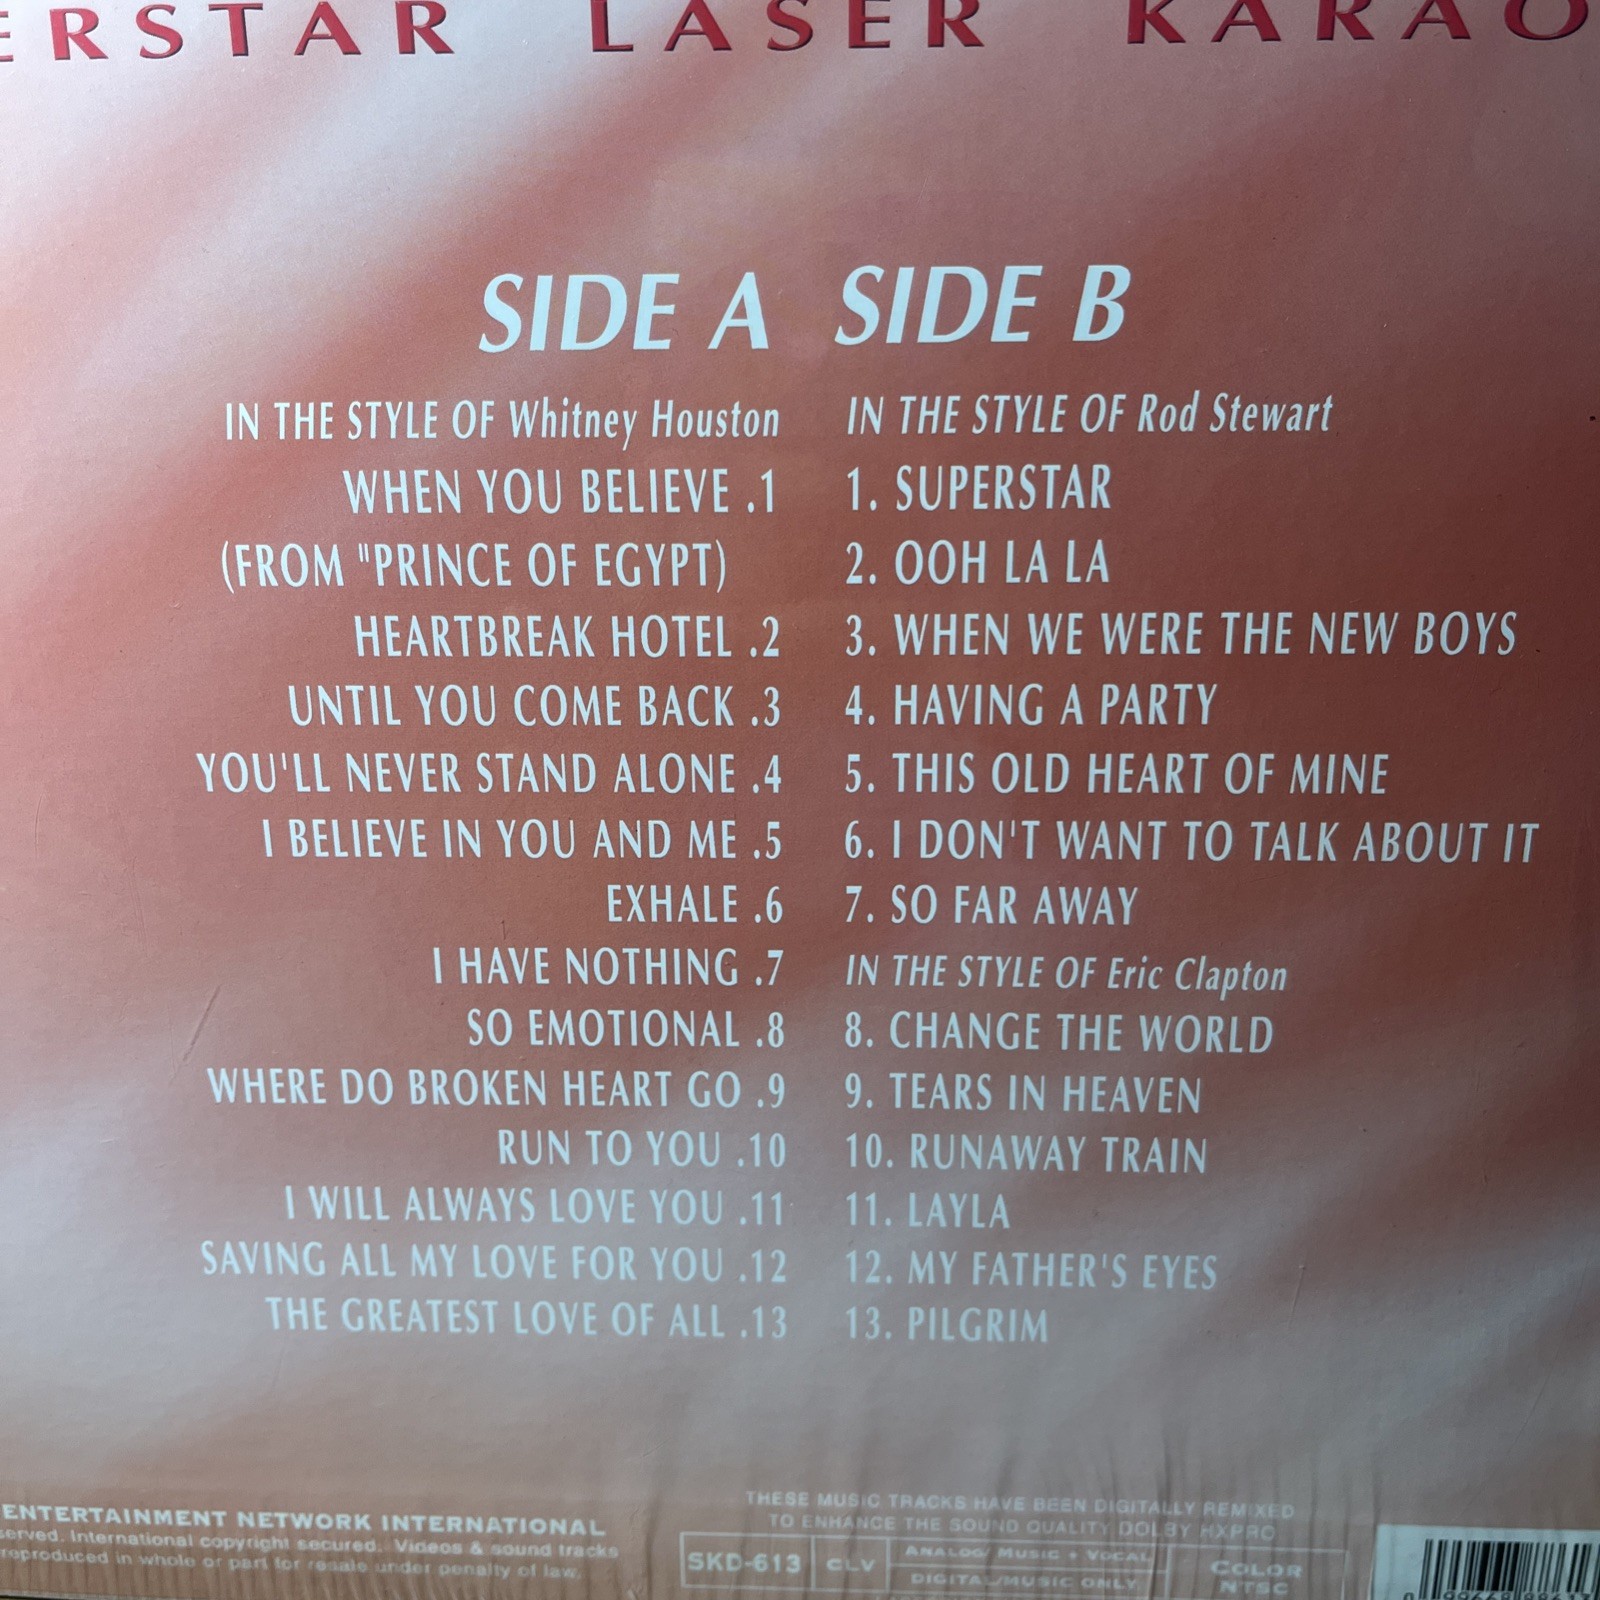 ERSTAR LASER KARAO
SIDE A
IN THE STYLE OF Whitney Houston
WHEN YOU BELIEVE .1
(FROM "PRINCE OF EGYPT)
HEARTBREAK HOTEL .2
UNTIL YOU COME BACK .3
YOU'LL NEVER STAND ALONE .4
I BELIEVE IN YOU AND ME .5
EXHALE .6
I HAVE NOTHING .7
SO EMOTIONAL .8
WHERE DO BROKEN HEART GO .9
RUN TO YOU .10
I WILL ALWAYS LOVE YOU .11
SAVING ALL MY LOVE FOR YOU .12
THE GREATEST LOVE OF ALL .13
SIDE B
IN THE STYLE OF Rod Stewart
1. SUPERSTAR
2. OOH LA LA
3. WHEN WE WERE THE NEW BOYS
4. HAVING A PARTY
5. THIS OLD HEART OF MINE
6. I DON'T WANT TO TALK ABOUT IT
7. SO FAR AWAY
IN THE STYLE OF Eric Clapton
8. CHANGE THE WORLD
9. TEARS IN HEAVEN
10. RUNAWAY TRAIN
11. LAYLA
12. MY FATHER'S EYES
13. PILGRIM
ENTERTAINMENT NETWORK INTERNATIONAL
served. International copyright secured. Videos & sound tracks
reproduced in whole or part for resale under penalty of law.
THESE MUSIC TRACKS HAVE BEEN DIGITALLY REMIXED
TO ENHANCE THE SOUND QUALITY DOLBY HXPRO
SKD-613
CLV
ANALOG/MUSIC + VOCAL
DIGITAL/MUSIC ONLY
COLOR
NTSC